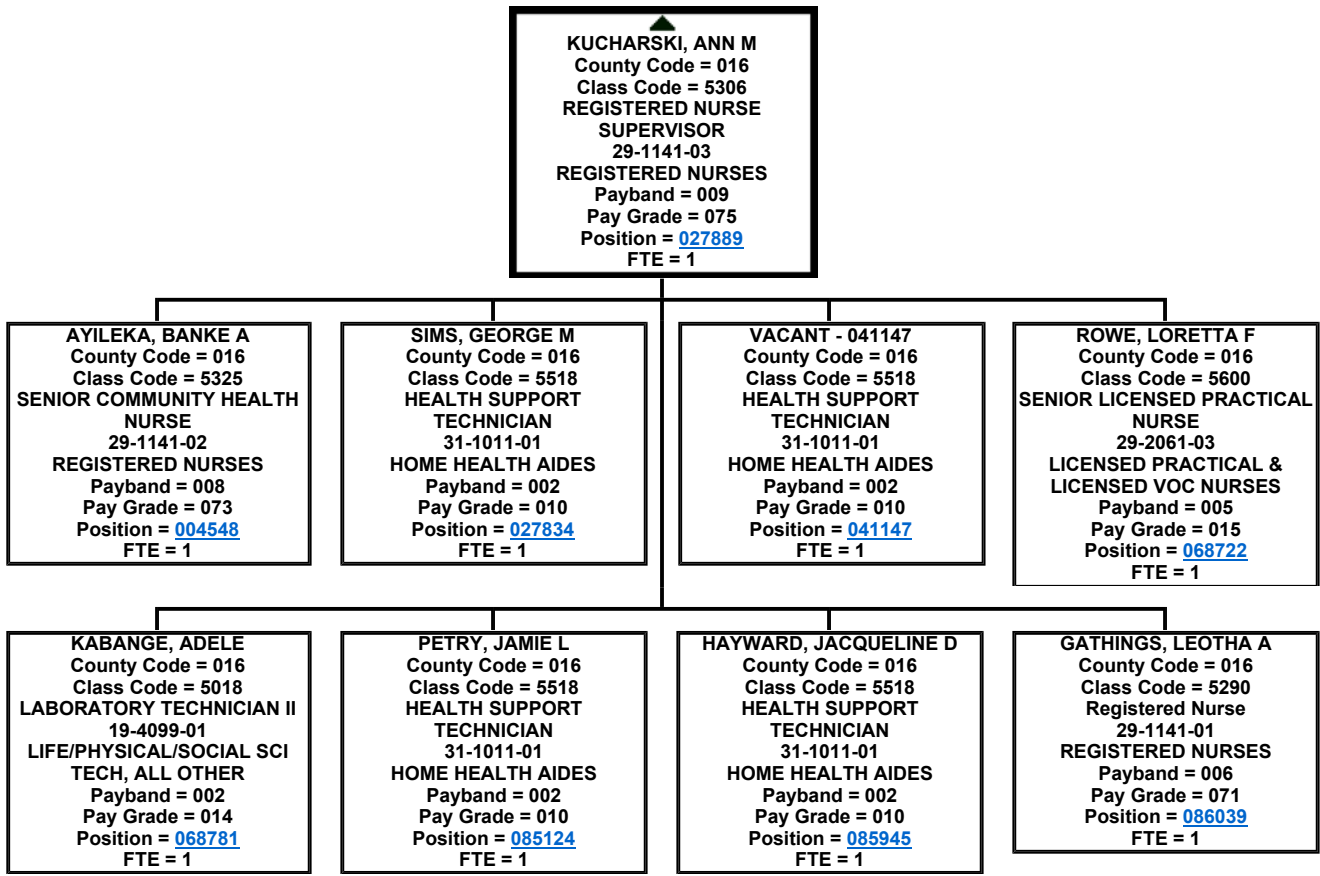 KUCHARSKI, ANN M
County Code = 016
Class Code = 5306
REGISTERED NURSE
SUPERVISOR
29-1141-03
REGISTERED NURSES
Payband = 009
Pay Grade = 075
Position = 027889
FTE = 1
AYILEKA, BANKE A
County Code = 016
Class Code = 5325
SENIOR COMMUNITY HEALTH
NURSE
29-1141-02
REGISTERED NURSES
Payband = 008
Pay Grade = 073
Position = 004548
FTE = 1
SIMS, GEORGE M
County Code = 016
Class Code = 5518
HEALTH SUPPORT
TECHNICIAN
31-1011-01
HOME HEALTH AIDES
Payband = 002
Pay Grade = 010
Position = 027834
FTE = 1
VACANT - 041147
County Code = 016
Class Code = 5518
HEALTH SUPPORT
TECHNICIAN
31-1011-01
HOME HEALTH AIDES
Payband = 002
Pay Grade = 010
Position = 041147
FTE = 1
ROWE, LORETTA F
County Code = 016
Class Code = 5600
SENIOR LICENSED PRACTICAL
NURSE
29-2061-03
LICENSED PRACTICAL &
LICENSED VOC NURSES
Payband = 005
Pay Grade = 015
Position = 068722
FTE = 1
KABANGE, ADELE
County Code = 016
Class Code = 5018
LABORATORY TECHNICIAN II
19-4099-01
LIFE/PHYSICAL/SOCIAL SCI
TECH, ALL OTHER
Payband = 002
Pay Grade = 014
Position = 068781
FTE = 1
PETRY, JAMIE L
County Code = 016
Class Code = 5518
HEALTH SUPPORT
TECHNICIAN
31-1011-01
HOME HEALTH AIDES
Payband = 002
Pay Grade = 010
Position = 085124
FTE = 1
HAYWARD, JACQUELINE D
County Code = 016
Class Code = 5518
HEALTH SUPPORT
TECHNICIAN
31-1011-01
HOME HEALTH AIDES
Payband = 002
Pay Grade = 010
Position = 085945
FTE = 1
GATHINGS, LEOTHA A
County Code = 016
Class Code = 5290
Registered Nurse
29-1141-01
REGISTERED NURSES
Payband = 006
Pay Grade = 071
Position = 086039
FTE = 1